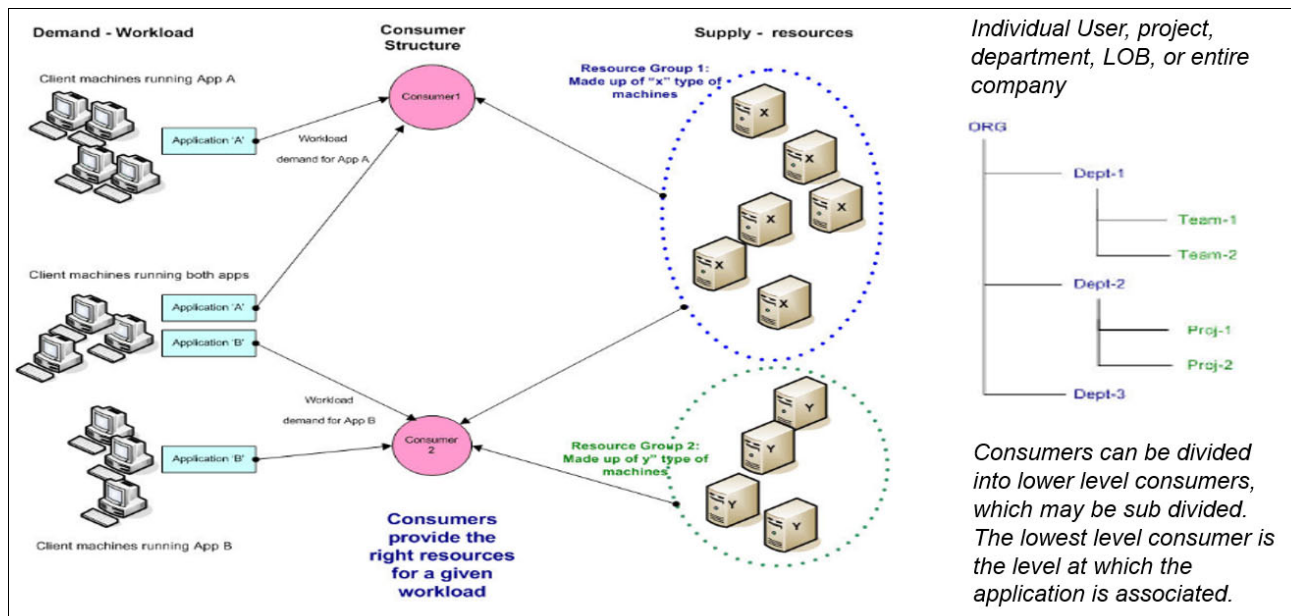 Demand - Workload
Consumer
Structure
Supply - resources
Client machines running App A
Application 'A'
Workload
demand for App A
Consumer1
Resource Group 1:
Made up of "x" type of
machines
X
X
X
X
X
X
Client machines running both apps
Application 'A'
Application 'B'
Workload
demand for App B
Consumer
2
Application 'B'
Client machines running App B
Resource Group 2:
Made up of y" type of
machines
Y
Y
Y
Y
Consumers
provide the
right resources
for a given
workload
Individual User, project,
department, LOB, or entire
company
ORG
Dept-1
Team-1
Team-2
Dept-2
Proj-1
Proj-2
Dept-3
Consumers can be divided
into lower level consumers,
which may be sub divided.
The lowest level consumer is
the level at which the
application is associated.